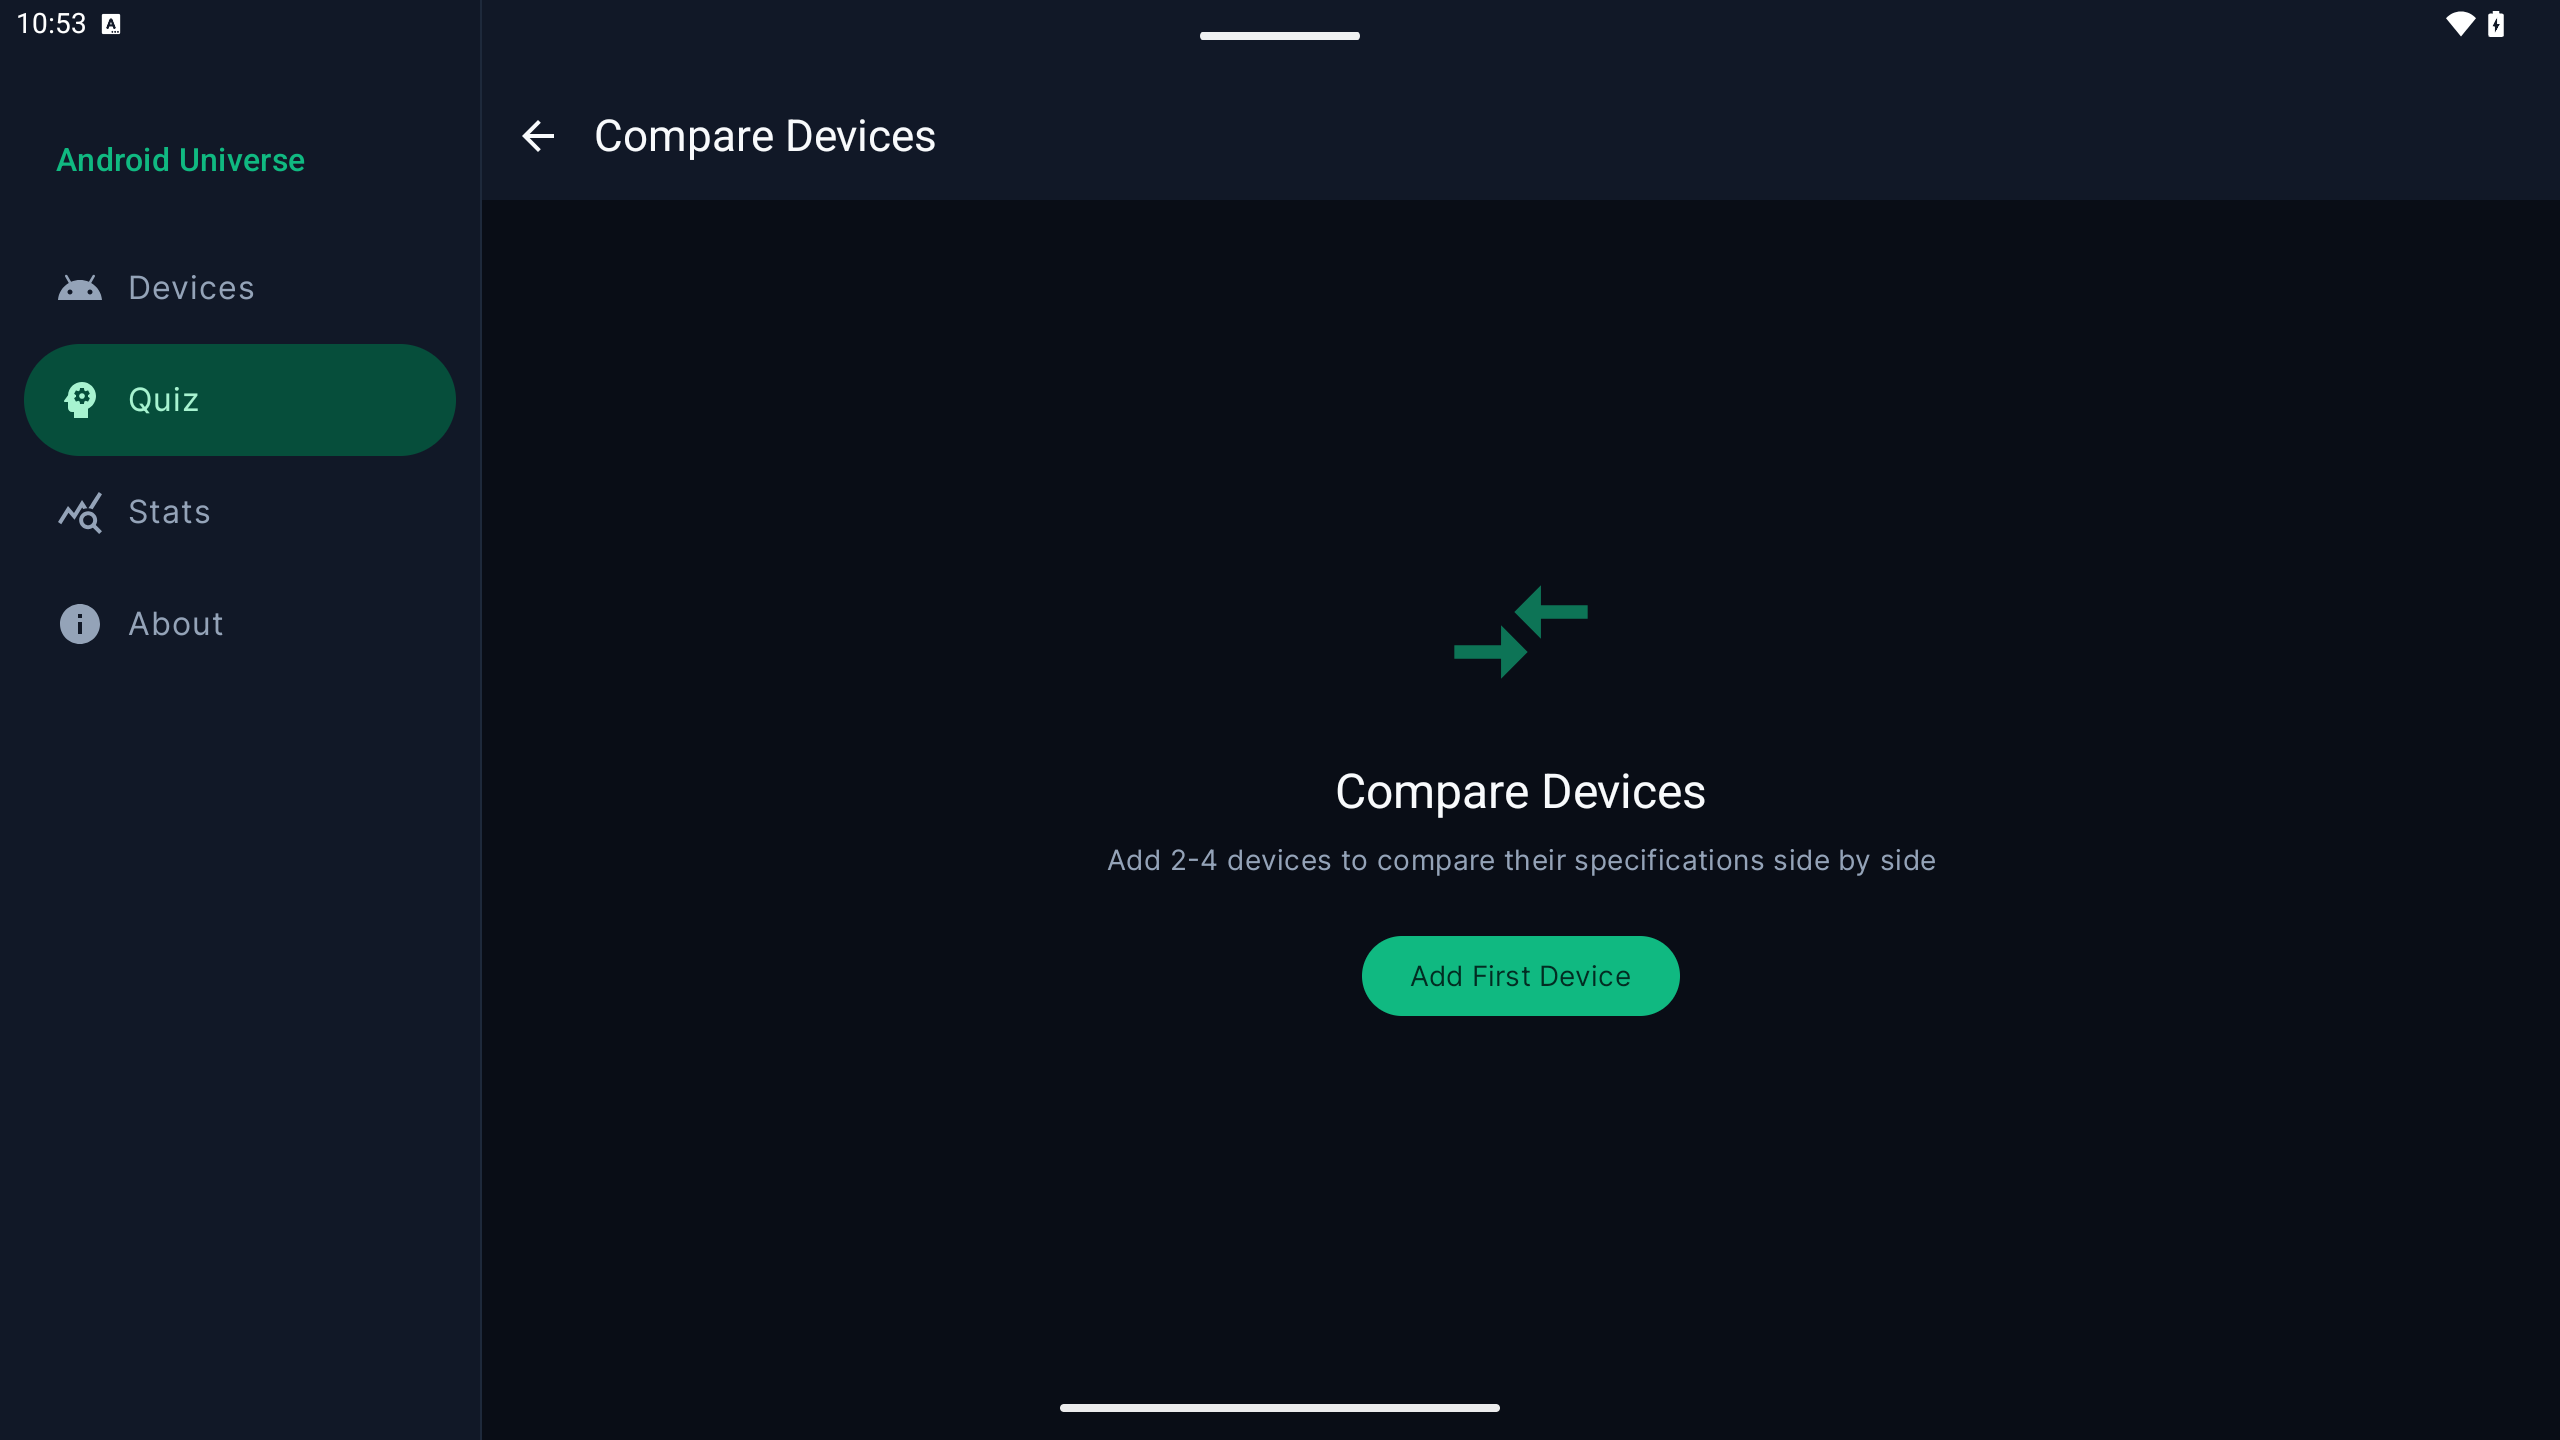 10:53
Android Universe
Devices
Quiz
Stats
About
Compare Devices
Compare Devices
Add 2-4 devices to compare their specifications side by side
Add First Device